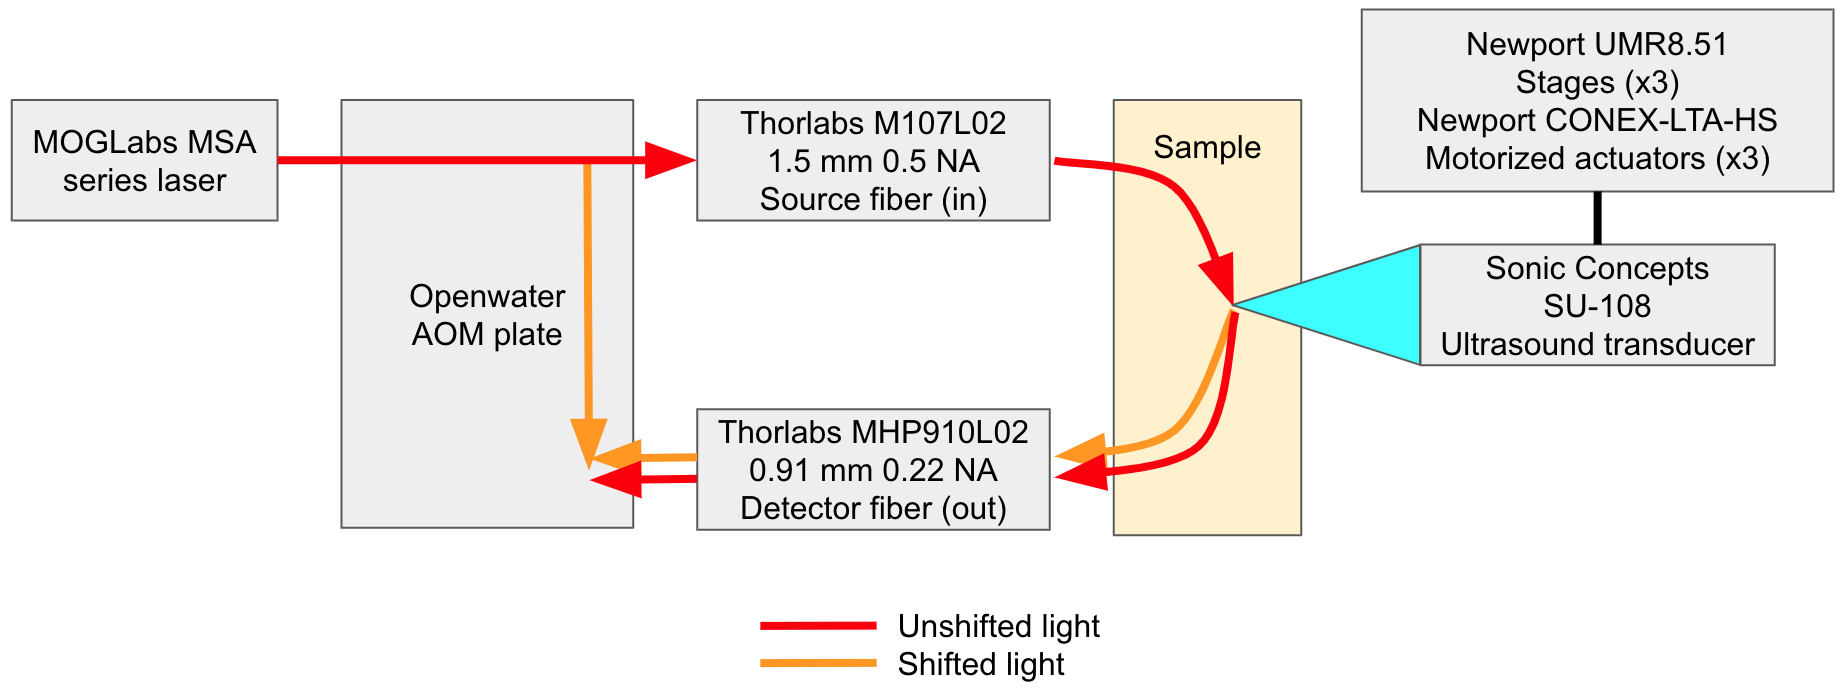 MOGLabs MSA
series laser
Openwater
AOM plate
Thorlabs M107L02
1.5 mm 0.5 NA
Source fiber (in)
Thorlabs MHP910L02
0.91 mm 0.22 NA
Detector fiber (out)
Sample
Newport UMR8.51
Stages (x3)
Newport CONEX-LTA-HS
Motorized actuators (x3)
Sonic Concepts
SU-108
Ultrasound transducer
Unshifted light
Shifted light